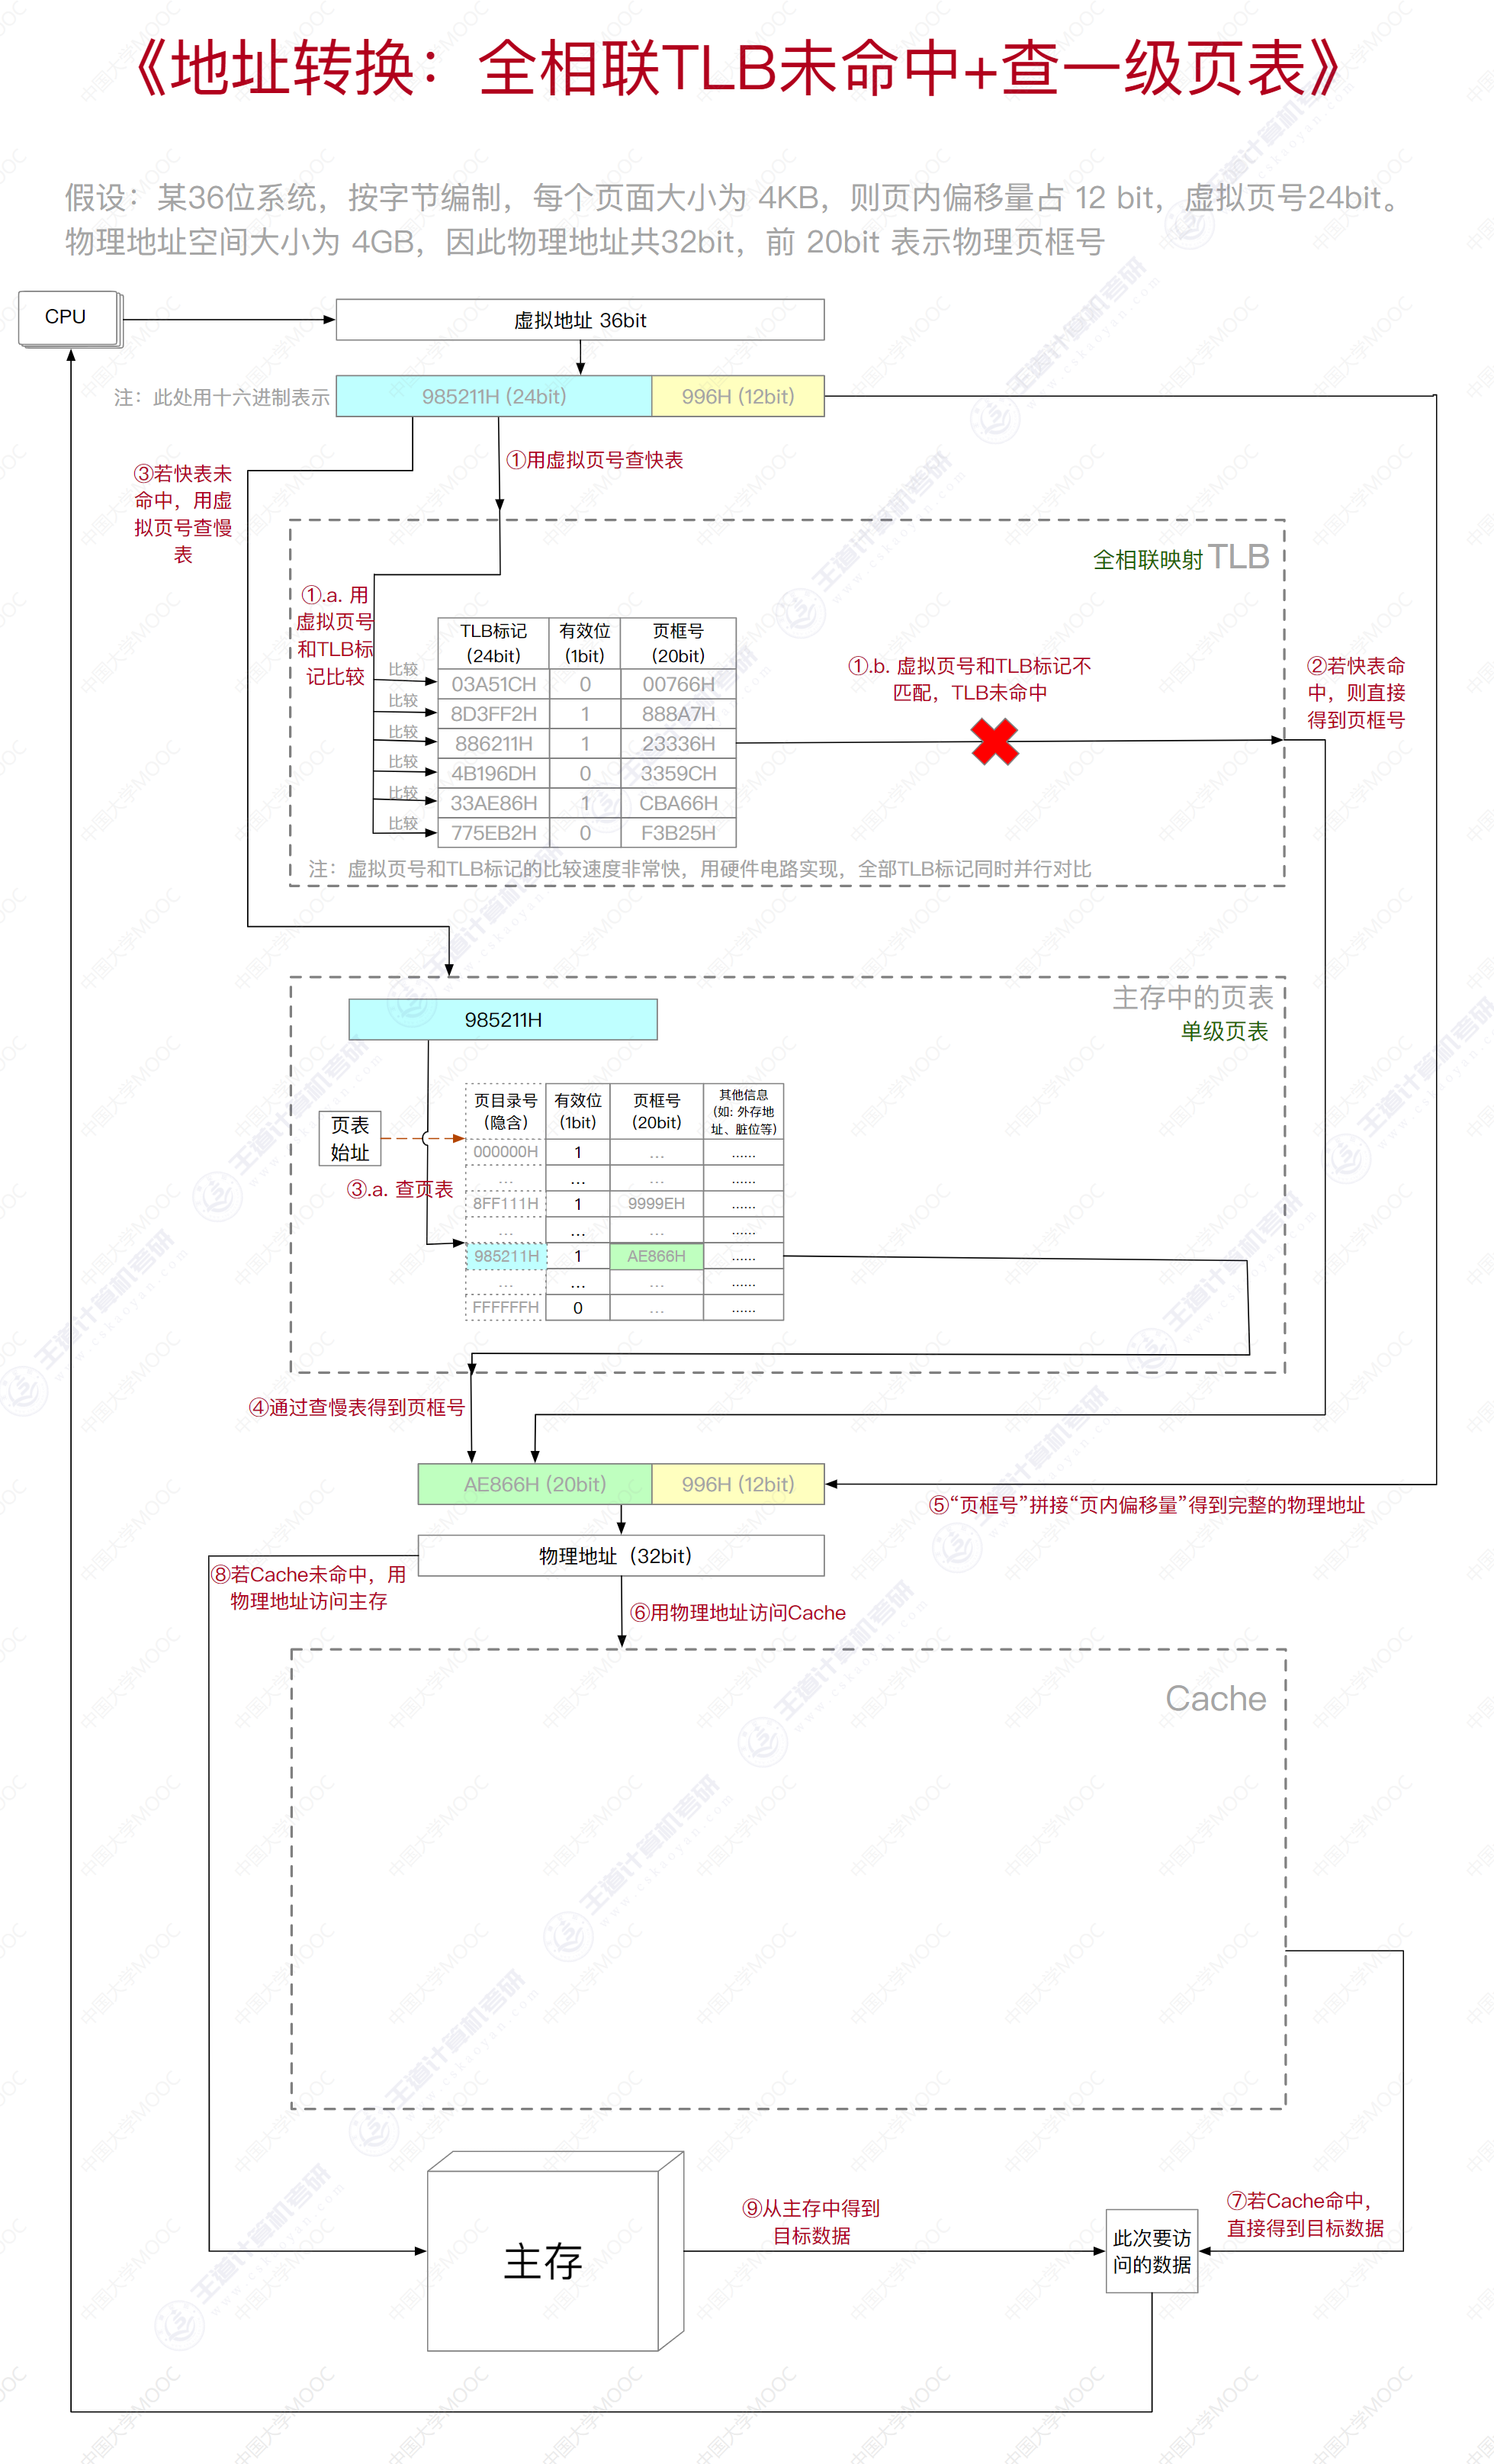 《地址转换：全相联TLB未命中+查一级页表》
假设：某36位系统，按字节编制，每个页面大小为 4KB，则页内偏移量占 12 bit，虚拟页号24bit。
物理地址空间大小为 4GB，因此物理地址共32bit，前 20bit 表示物理页框号
CPU
虚拟地址 36bit
注：此处用十六进制表示
985211H (24bit)
996H (12bit)
①用虚拟页号查快表
③若快表未
命中，用虚
拟页号查慢
表
全相联映射 TLB
①.a. 用
虚拟页号
和TLB标
记比较
TLB标记
(24bit)
有效位
(1bit)
页框号
(20bit)
比较
03A51CH 0 00766H
比较
8D3FF2H 1 888A7H
比较
886211H 1 23336H
比较
4B196DH 0 3359CH
比较
33AE86H 1 CBA66H
比较
775EB2H 0 F3B25H
①.b. 虚拟页号和TLB标记不
匹配，TLB未命中
②若快表命
中，则直接
得到页框号
注：虚拟页号和TLB标记的比较速度非常快，用硬件电路实现，全部TLB标记同时并行对比
主存中的页表
单级页表
985211H
页表
始址
③.a. 查页表
页目录号
（隐含）
有效位
(1bit)
页框号
(20bit)
其他信息
(如: 外存地
址、脏位等)
000000H 1 ... ......
... ... ... ......
8FF111H 1 9999EH ......
... ... ... ......
985211H 1 AE866H ......
... ... ... ......
FFFFFFH 0 ... ......
④通过查慢表得到页框号
AE866H (20bit)
996H (12bit)
⑤“页框号”拼接“页内偏移量”得到完整的物理地址
物理地址（32bit）
⑧若Cache未命中，用
物理地址访问主存
⑥用物理地址访问Cache
Cache
主存
⑨从主存中得到
目标数据
此次要访
问的数据
⑦若Cache命中，
直接得到目标数据
中国大学MOOC
王道计算机考研
www.cskaoyan.com